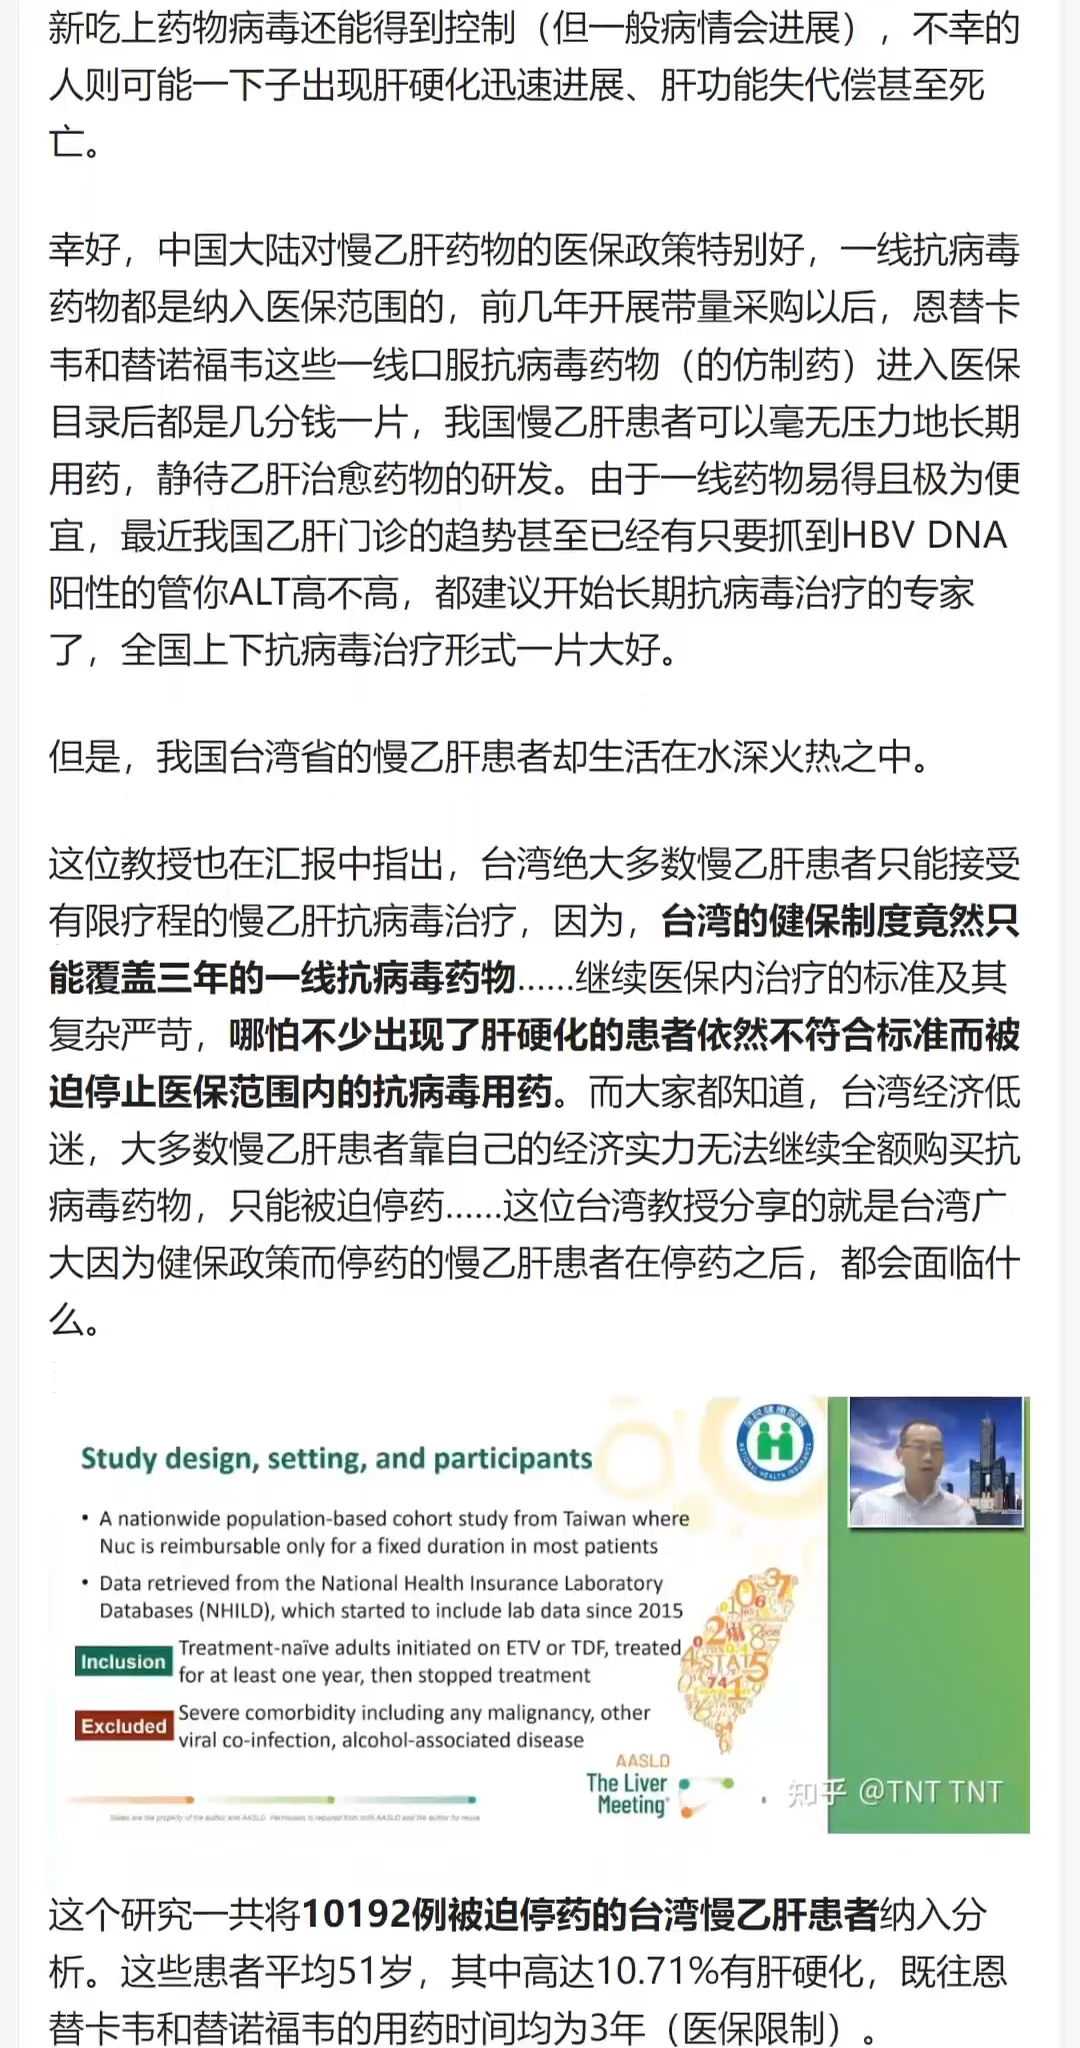 新吃上药物病毒还能得到控制（但一般病情会进展），不幸的
人则可能一下子出现肝硬化迅速进展、肝功能失代偿甚至死
亡。
幸好，中国大陆对慢乙肝药物的医保政策特别好，一线抗病毒
药物都是纳入医保范围的，前几年开展带量采购以后，恩替卡
韦和替诺福韦这些一线口服抗病毒药物（的仿制药）进入医保
目录后都是几分钱一片，我国慢乙肝患者可以毫无压力地长期
用药，静待乙肝治愈药物的研发。由于一线药物易得且极为便
宜，最近我国乙肝门诊的趋势甚至已经有只要抓到HBV DNA
阳性的管你ALT高不高，都建议开始长期抗病毒治疗的专家
了，全国上下抗病毒治疗形式一片大好。
但是，我国台湾省的慢乙肝患者却生活在水深火热之中。
这位教授也在汇报中指出，台湾绝大多数慢乙肝患者只能接受
有限疗程的慢乙肝抗病毒治疗，因为，台湾的健保制度竟然只
能覆盖三年的一线抗病毒药物……继续医保内治疗的标准及其
复杂严苛，哪怕不少出现了肝硬化的患者依然不符合标准而被
迫停止医保范围内的抗病毒用药。而大家都知道，台湾经济低
迷，大多数慢乙肝患者靠自己的经济实力无法继续全额购买抗
病毒药物，只能被迫停药……这位台湾教授分享的就是台湾广
大因为健保政策而停药的慢乙肝患者在停药之后，都会面临什
么。
Study design, setting, and participants
• A nationwide population-based cohort study from Taiwan where
Nuc is reimbursable only for a fixed duration in most patients
• Data retrieved from the National Health Insurance Laboratory
Databases (NHILD), which started to include lab data since 2015
Inclusion Treatment-naïve adults initiated on ETV or TDF, treated
for at least one year, then stopped treatment
Excluded Severe comorbidity including any malignancy, other
viral co-infection, alcohol-associated disease
AASLD
The Liver
Meeting
Slides are the property of the author and AASLD. Permission is required from both AASLD and the author for reuse
知乎 @TNT TNT
这个研究一共将10192例被迫停药的台湾慢乙肝患者纳入分
析。这些患者平均51岁，其中高达10.71%有肝硬化，既往恩
替卡韦和替诺福韦的用药时间均为3年（医保限制）。